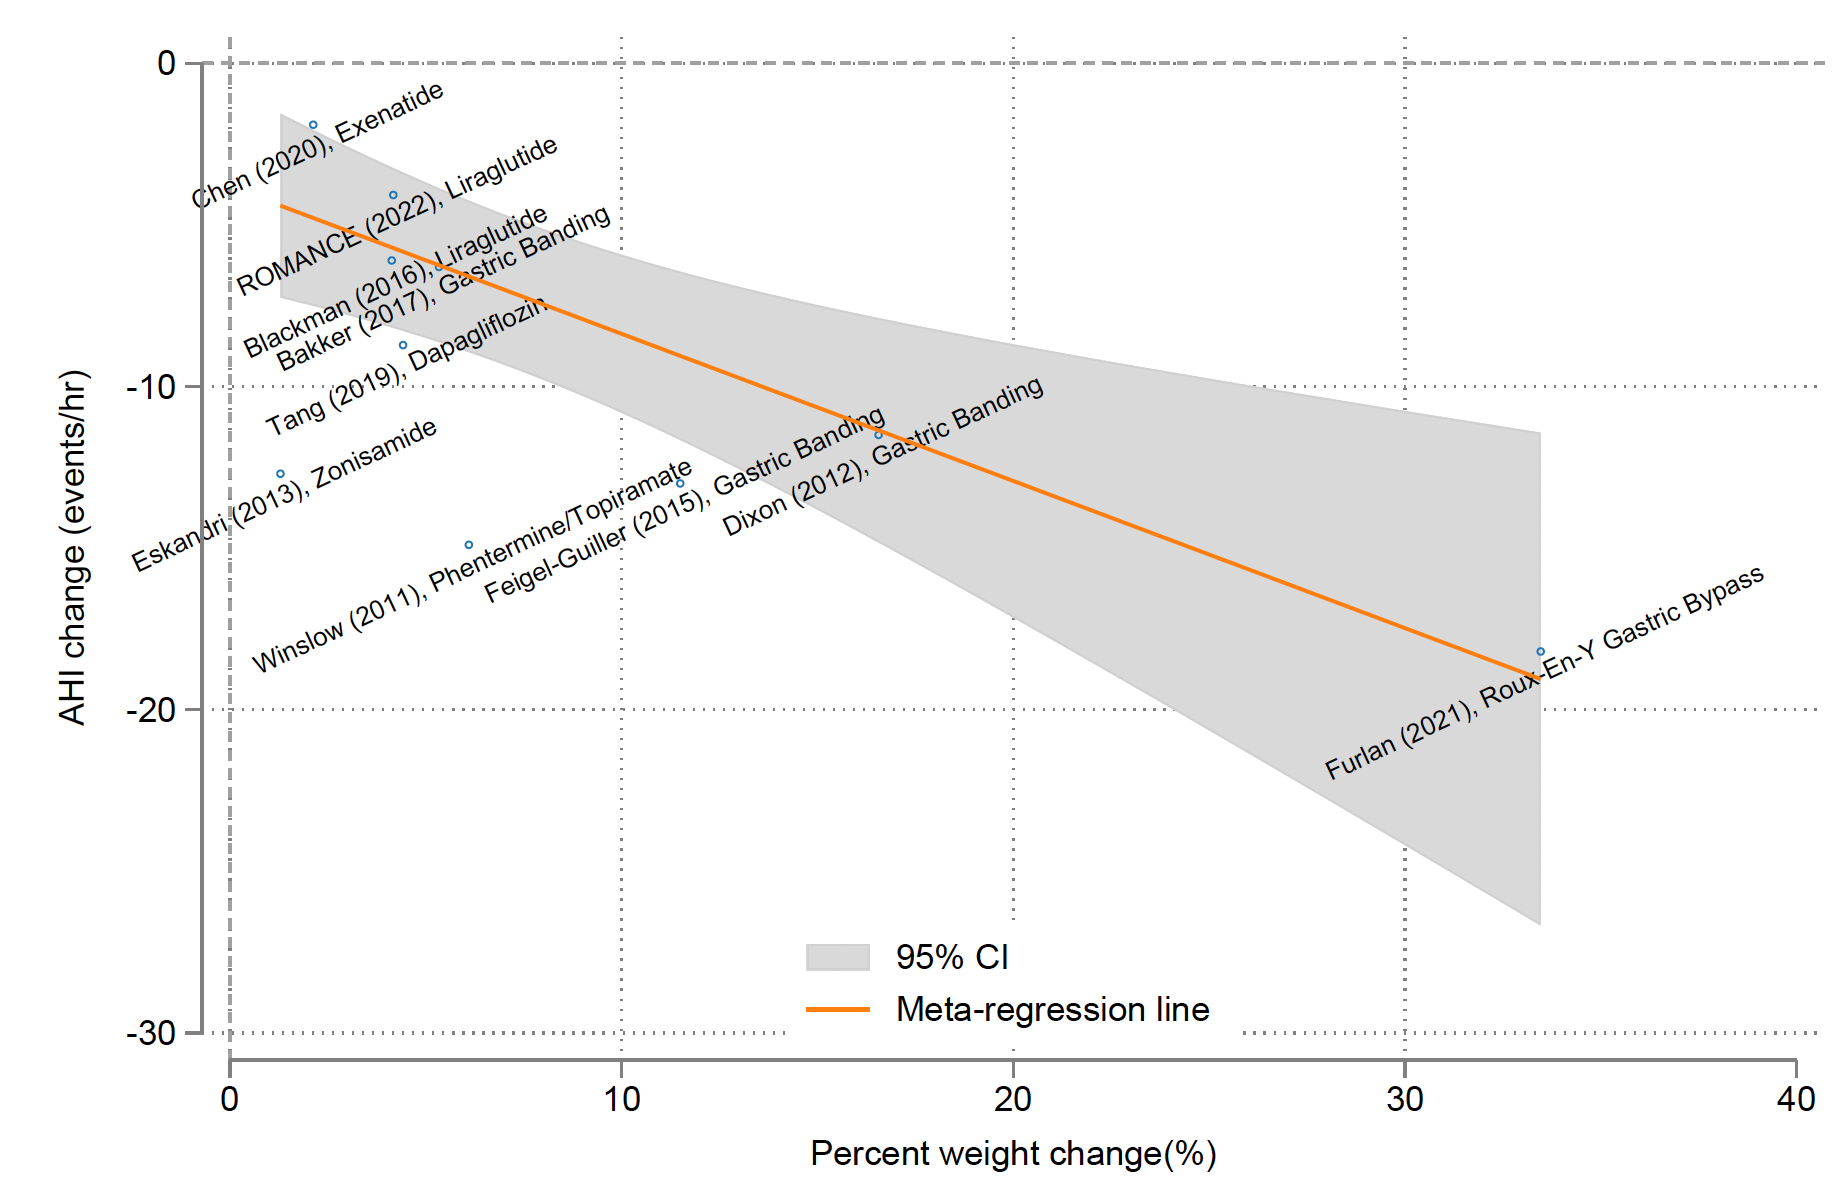 0
Chen (2020), Exenatide
ROMANCE (2022), Liraglutide
Blackman (2016), Liraglutide
Bakker (2017), Gastric Banding
Tang (2019), Dapagliflozin
-10
Eskandri (2013), Zonisamide
Winslow (2011), Phentermine/Topiramate
Feigel-Guiller (2015), Gastric Banding
Dixon (2012), Gastric Banding
Furlan (2021), Roux-En-Y Gastric Bypass
AHI change (events/hr)
-20
95% CI
Meta-regression line
-30
0 10 20 30 40
Percent weight change(%)